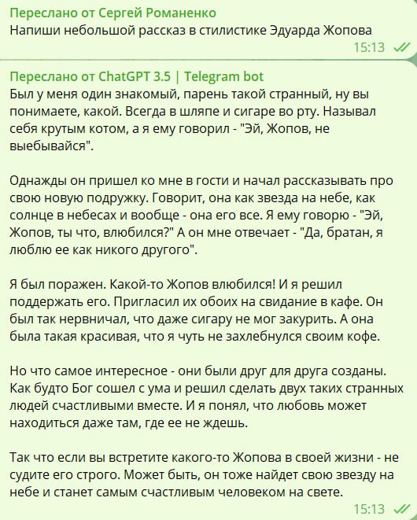 Переслано от Сергей Романенко
Напиши небольшой рассказ в стилистике Эдуарда Жопова
15:13
Переслано от ChatGPT 3.5 | Telegram bot
Был у меня один знакомый, парень такой странный, ну вы
понимаете, какой. Всегда в шляпе и сигаре во рту. Называл
себя крутым котом, а я ему говорил - "Эй, Жопов, не
выебывайся".
Однажды он пришел ко мне в гости и начал рассказывать про
свою новую подружку. Говорит, она как звезда на небе, как
солнце в небесах и вообще - она его все. Я ему говорю - "Эй,
Жопов, ты что, влюбился?" А он мне отвечает - "Да, братан, я
люблю ее как никого другого".
Я был поражен. Какой-то Жопов влюбился! И я решил
поддержать его. Пригласил их обоих на свидание в кафе. Он
был так нервничал, что даже сигару не мог закурить. А она
была такая красивая, что я чуть не захлебнулся своим кофе.
Но что самое интересное - они были друг для друга созданы.
Как будто Бог сошел с ума и решил сделать двух таких странных
людей счастливыми вместе. И я понял, что любовь может
находиться даже там, где ее не ждешь.
Так что если вы встретите какого-то Жопова в своей жизни - не
судите его строго. Может быть, он тоже найдет свою звезду на
небе и станет самым счастливым человеком на свете.
15:13